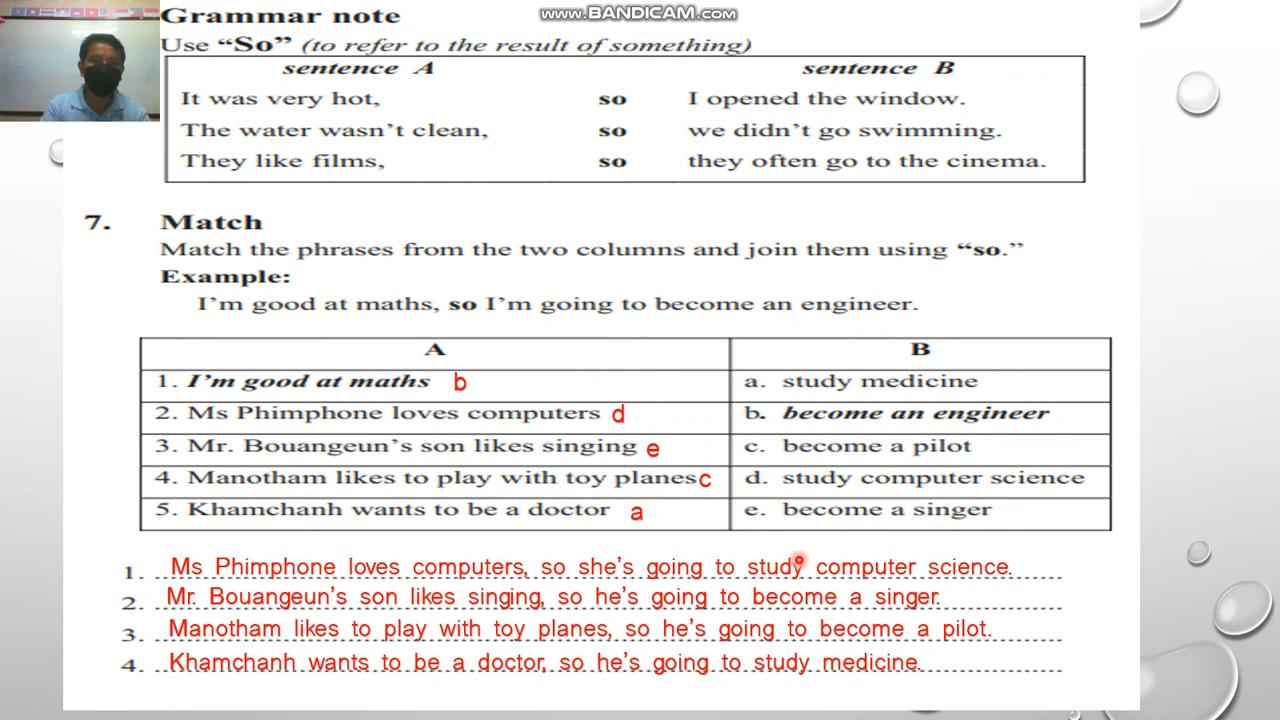 www.BANDICAM.com
Grammar note
Use “So” (to refer to the result of something)
sentence A sentence B
It was very hot, so I opened the window.
The water wasn’t clean, so we didn’t go swimming.
They like films, so they often go to the cinema.
7. Match
Match the phrases from the two columns and join them using “so.”
Example:
I’m good at maths, so I’m going to become an engineer.
A B
1. I’m good at maths b a. study medicine
2. Ms Phimphone loves computers d b. become an engineer
3. Mr. Bouangeun’s son likes singing e c. become a pilot
4. Manotham likes to play with toy planes c d. study computer science
5. Khamchanh wants to be a doctor a e. become a singer
1. Ms Phimphone loves computers, so she’s going to study computer science.
2. Mr. Bouangeun’s son likes singing, so he’s going to become a singer.
3. Manotham likes to play with toy planes, so he’s going to become a pilot.
4. Khamchanh wants to be a doctor, so he’s going to study medicine.